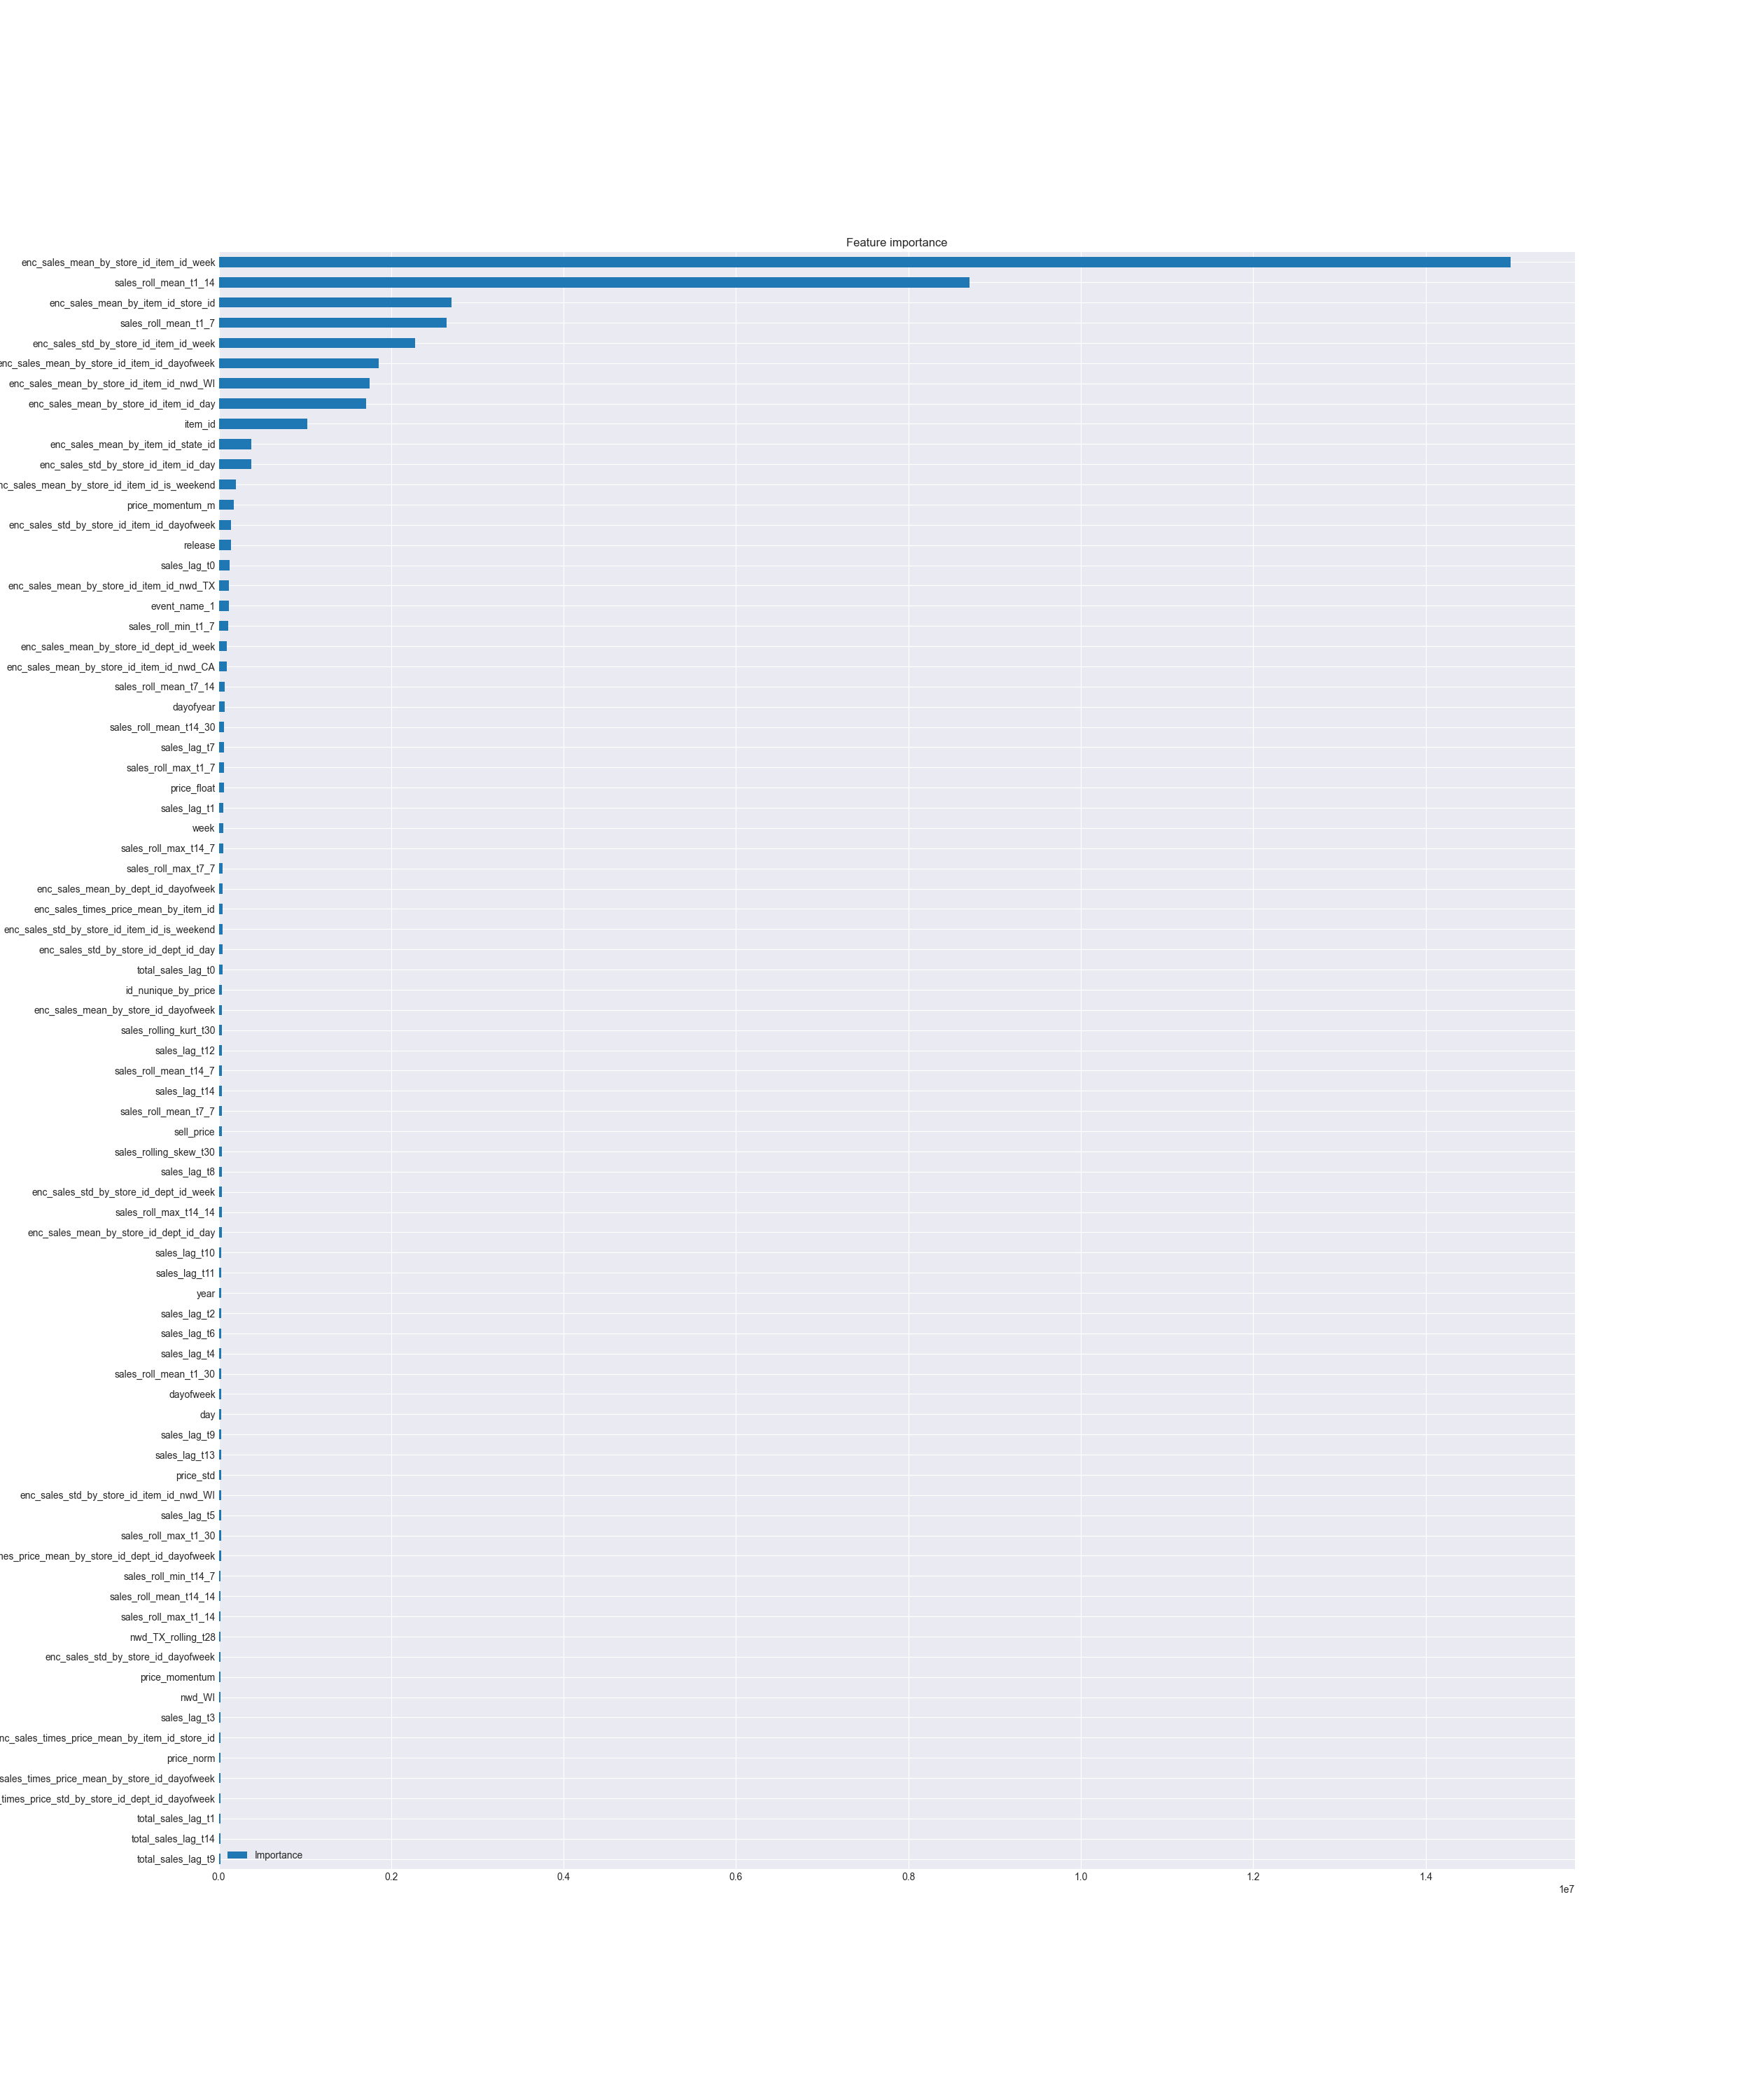 Feature importance
enc_sales_mean_by_store_id_item_id_week
sales_roll_mean_t1_14
enc_sales_mean_by_item_id_store_id
sales_roll_mean_t1_7
enc_sales_std_by_store_id_item_id_week
enc_sales_mean_by_store_id_item_id_dayofweek
enc_sales_mean_by_store_id_item_id_nwd_WI
enc_sales_mean_by_store_id_item_id_day
item_id
enc_sales_mean_by_item_id_state_id
enc_sales_std_by_store_id_item_id_day
nc_sales_mean_by_store_id_item_id_is_weekend
price_momentum_m
enc_sales_std_by_store_id_item_id_dayofweek
release
sales_lag_t0
enc_sales_mean_by_store_id_item_id_nwd_TX
event_name_1
sales_roll_min_t1_7
enc_sales_mean_by_store_id_dept_id_week
enc_sales_mean_by_store_id_item_id_nwd_CA
sales_roll_mean_t7_14
dayofyear
sales_roll_mean_t14_30
sales_lag_t7
sales_roll_max_t1_7
price_float
sales_lag_t1
week
sales_roll_max_t14_7
sales_roll_max_t7_7
enc_sales_mean_by_dept_id_dayofweek
enc_sales_times_price_mean_by_item_id
enc_sales_std_by_store_id_item_id_is_weekend
enc_sales_std_by_store_id_dept_id_day
total_sales_lag_t0
id_nunique_by_price
enc_sales_mean_by_store_id_dayofweek
sales_rolling_kurt_t30
sales_lag_t12
sales_roll_mean_t14_7
sales_lag_t14
sales_roll_mean_t7_7
sell_price
sales_rolling_skew_t30
sales_lag_t8
enc_sales_std_by_store_id_dept_id_week
sales_roll_max_t14_14
enc_sales_mean_by_store_id_dept_id_day
sales_lag_t10
sales_lag_t11
year
sales_lag_t2
sales_lag_t6
sales_lag_t4
sales_roll_mean_t1_30
dayofweek
day
sales_lag_t9
sales_lag_t13
price_std
enc_sales_std_by_store_id_item_id_nwd_WI
sales_lag_t5
sales_roll_max_t1_30
nes_price_mean_by_store_id_dept_id_dayofweek
sales_roll_min_t14_7
sales_roll_mean_t14_14
sales_roll_max_t1_14
nwd_TX_rolling_t28
enc_sales_std_by_store_id_dayofweek
price_momentum
nwd_WI
sales_lag_t3
nc_sales_times_price_mean_by_item_id_store_id
price_norm
sales_times_price_mean_by_store_id_dayofweek
_times_price_std_by_store_id_dept_id_dayofweek
total_sales_lag_t1
total_sales_lag_t14
total_sales_lag_t9
Importance
0.0 0.2 0.4 0.6 0.8 1.0 1.2 1.4
1e7